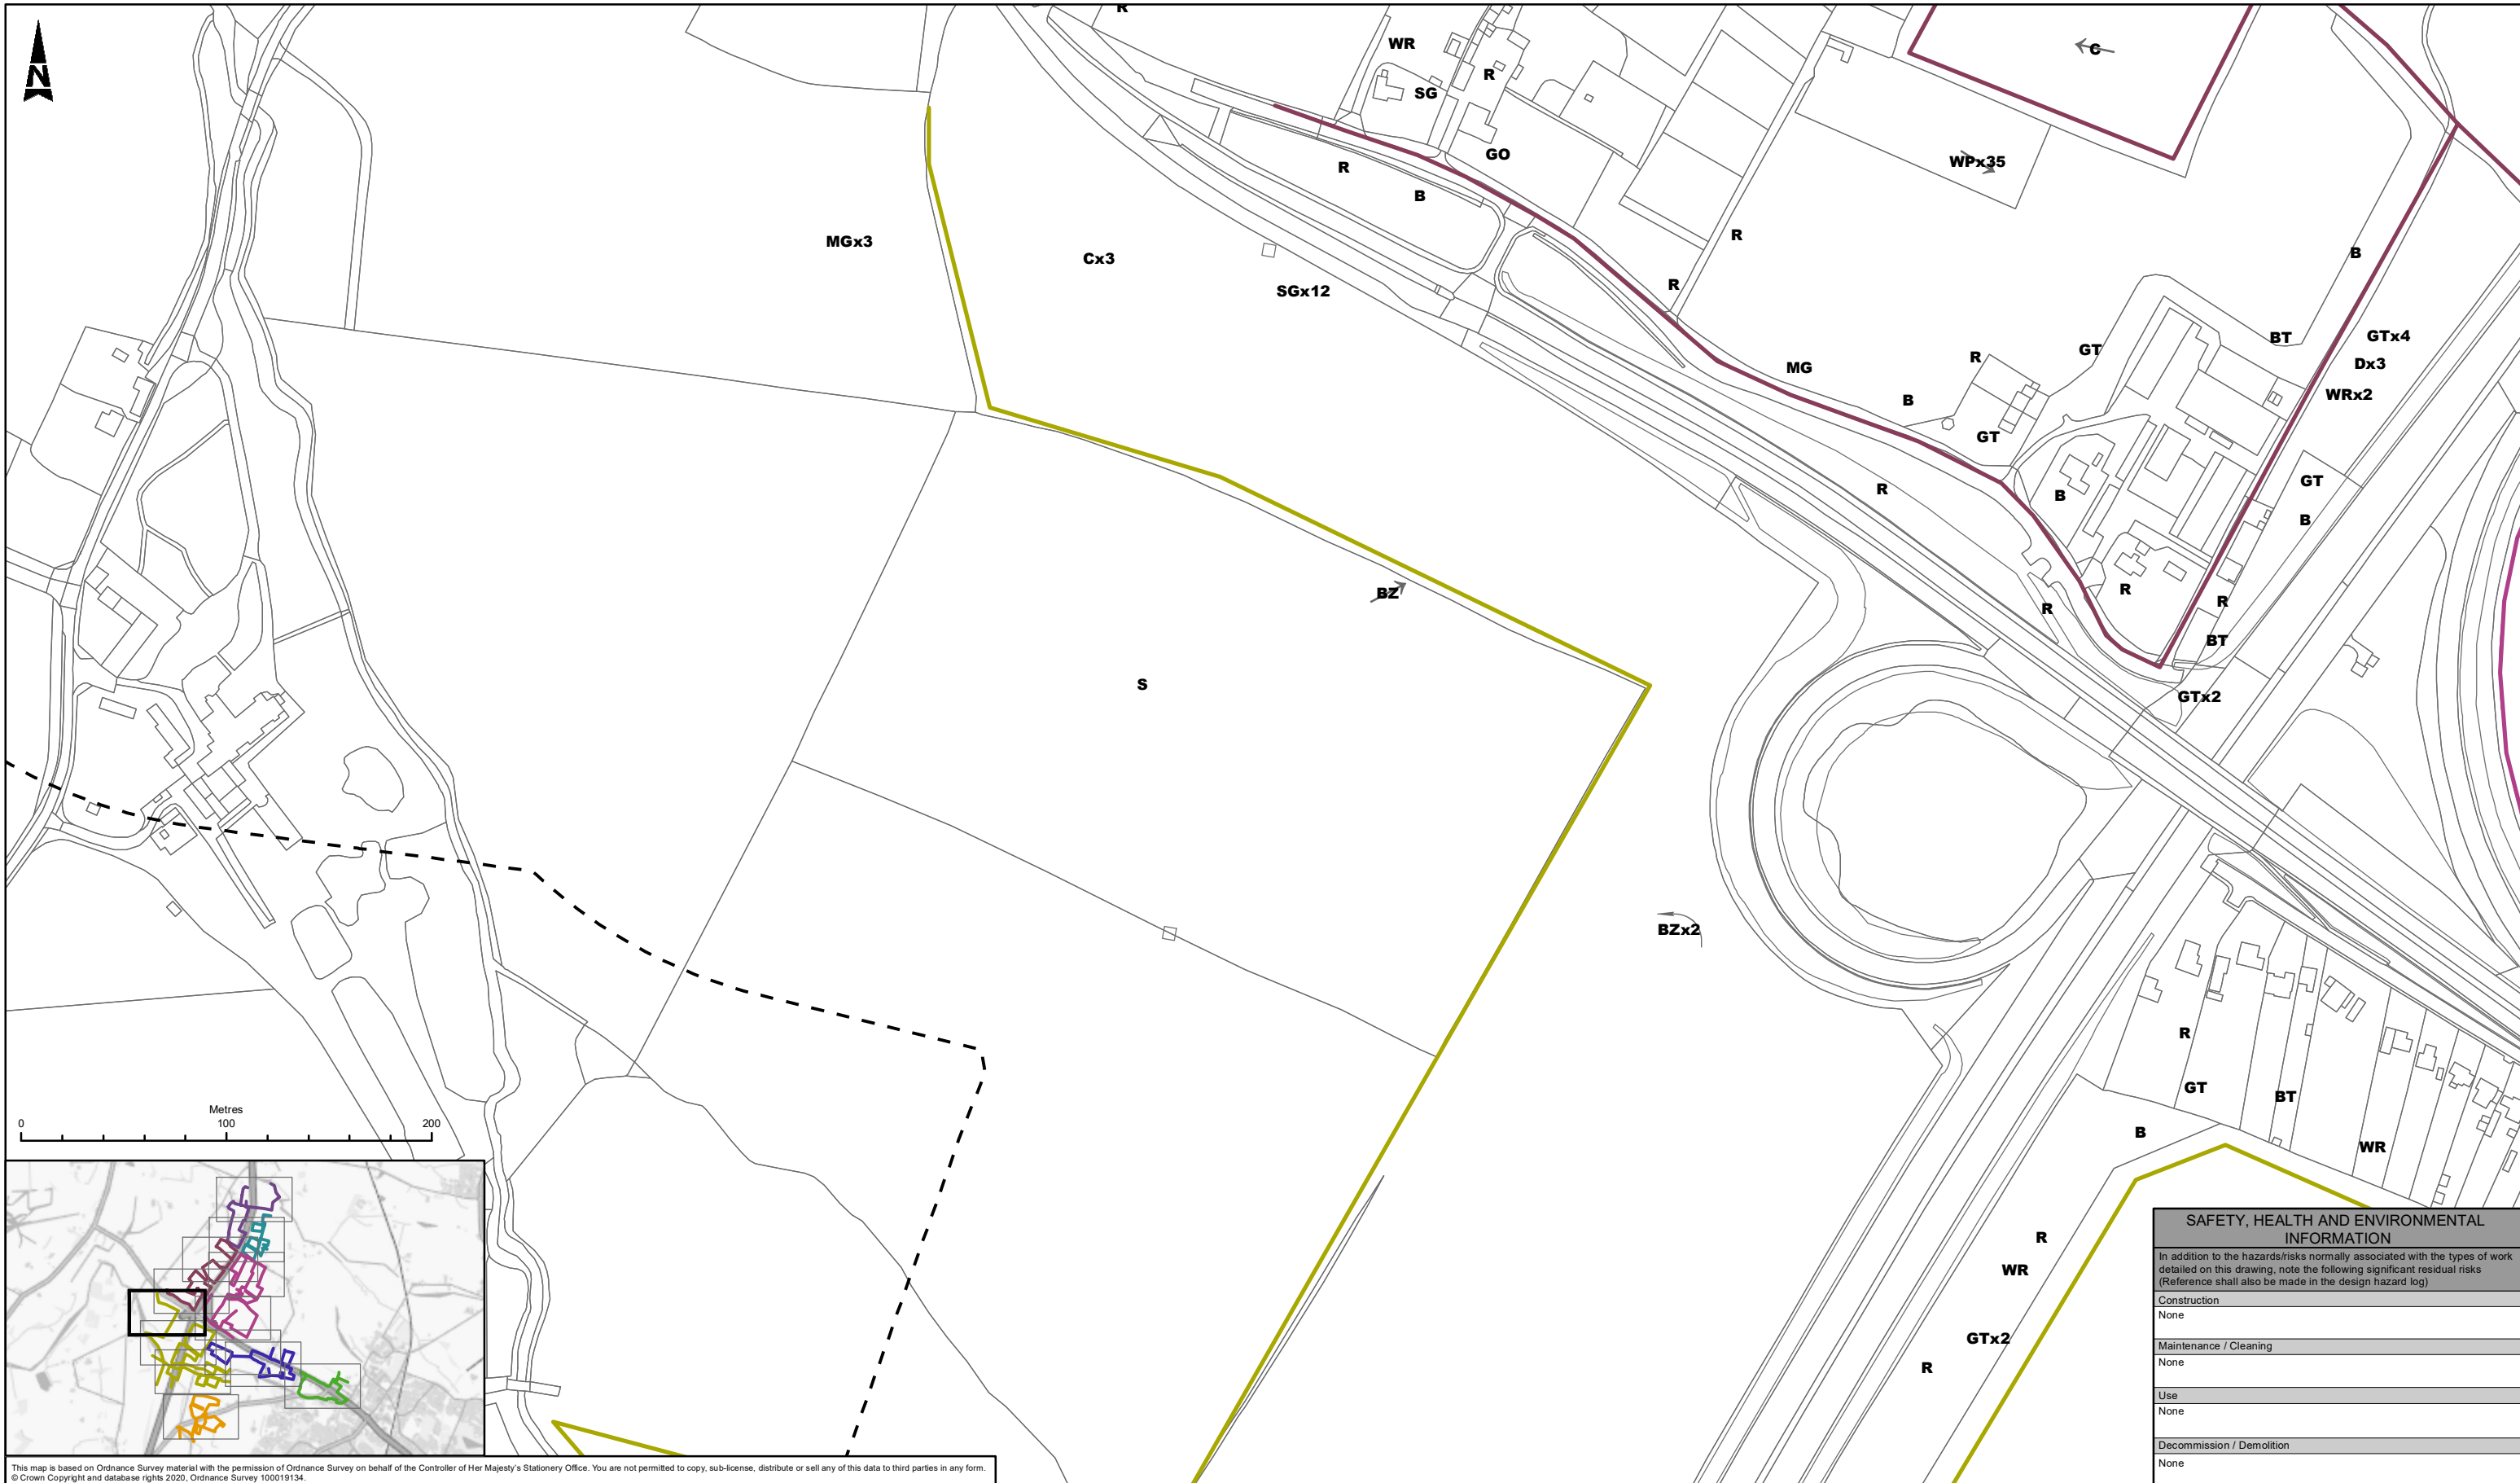 N
R
WR
R
SG
C
GO
WPx35
R
B
R
MGx3
B
Cx3
R
SGx12
BT
GTx4
GT
R
Dx3
MG
WRx2
B
GT
GT
R
B
B
BZ
R
R
R
BT
S
GTx2
BZx2
R
GT
BT
B
WR
R
WR
GTx2
R
Metres
0 100 200
SAFETY, HEALTH AND ENVIRONMENTAL
INFORMATION
In addition to the hazards/risks normally associated with the types of work
detailed on this drawing, note the following significant residual risks
(Reference shall also be made in the design hazard log)
Construction
None
Maintenance / Cleaning
None
Use
None
Decommission / Demolition
None
This map is based on Ordnance Survey material with the permission of Ordnance Survey on behalf of the Controller of Her Majesty's Stationery Office. You are not permitted to copy, sub-license, distribute or sell any of this data to third parties in any form.
© Crown Copyright and database rights 2020, Ordnance Survey 100019134.